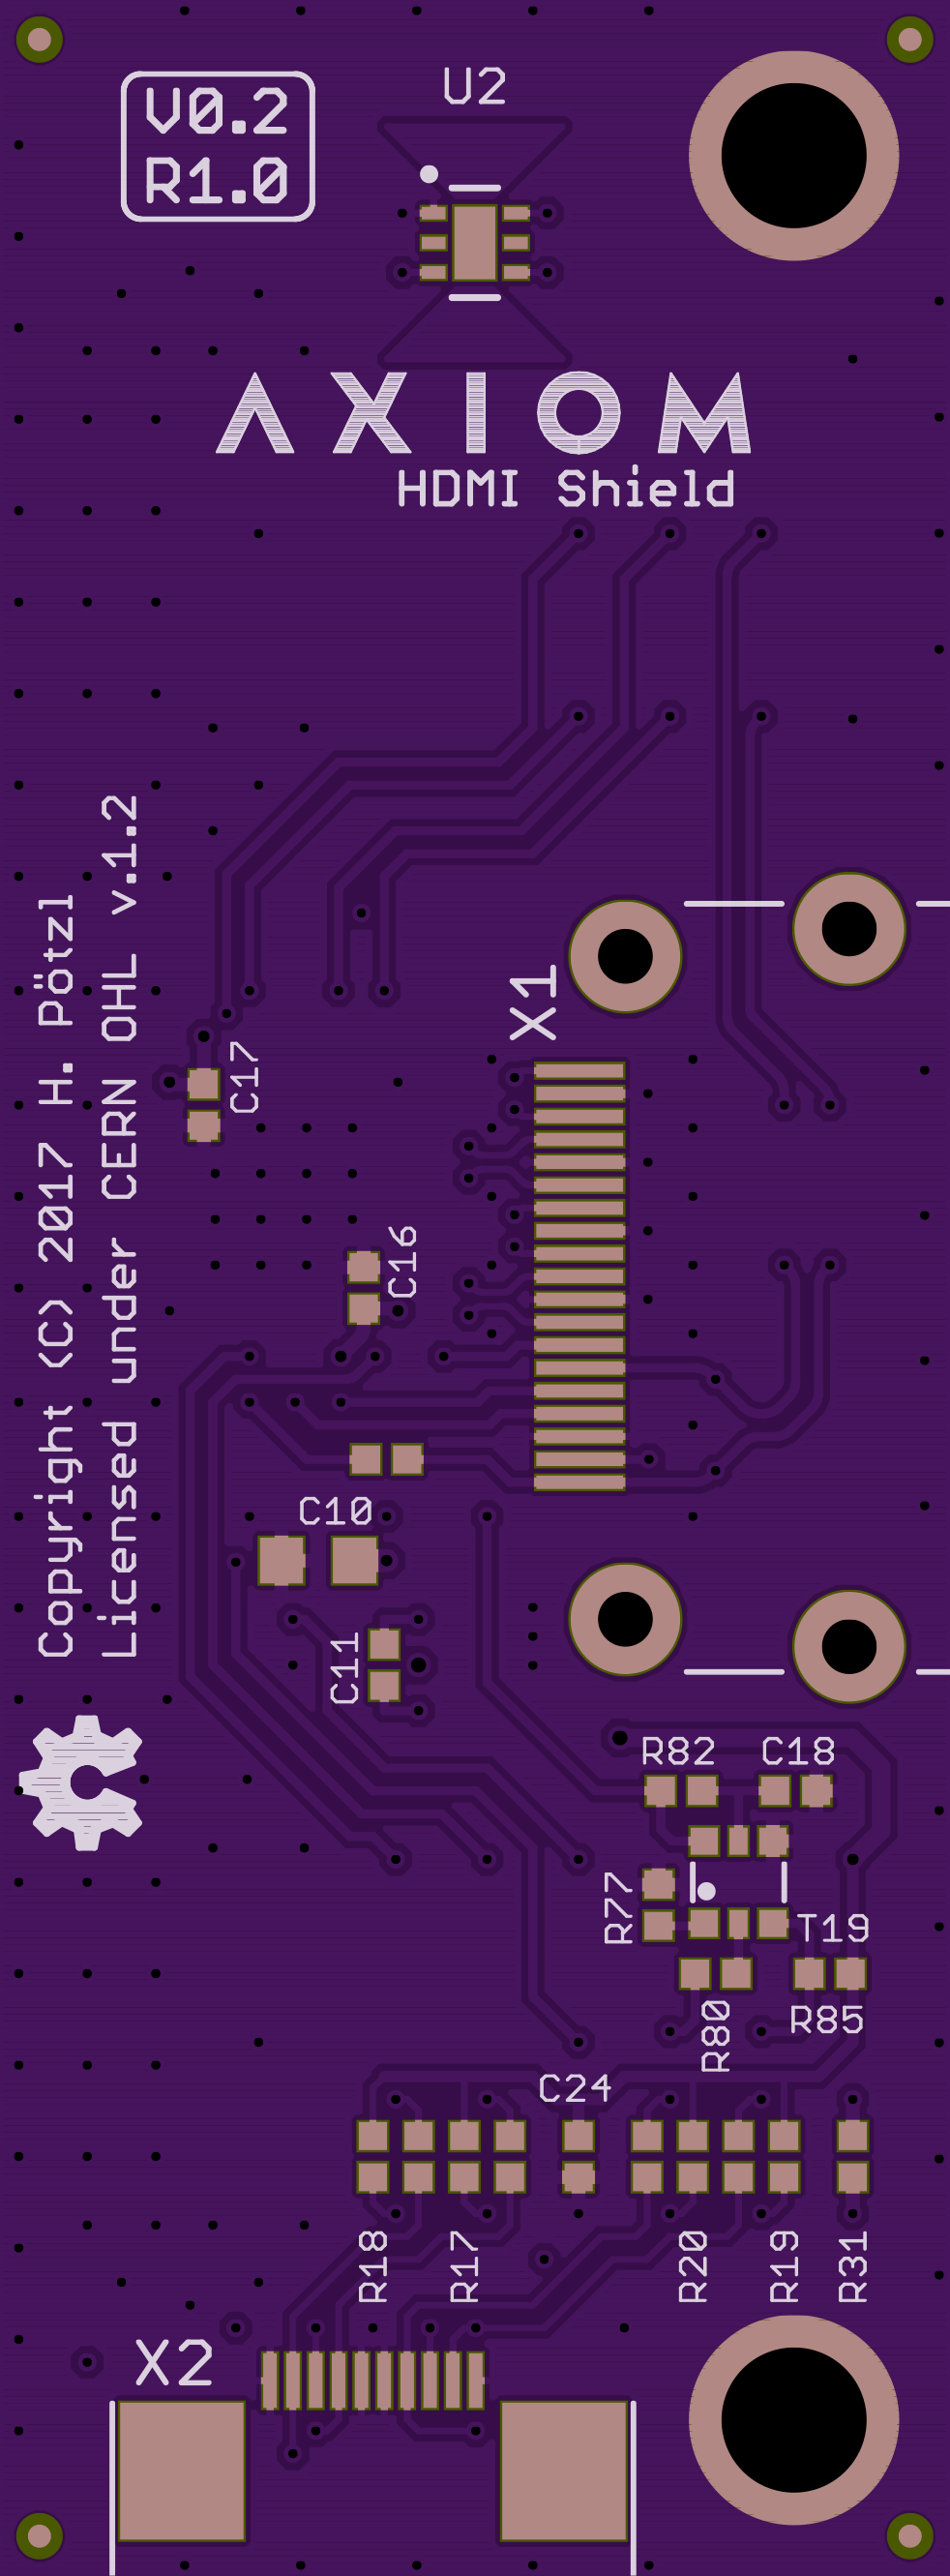 U2
V0.2
R1.0
AXIOM
HDMI Shield
Copyright (C) 2017 H. Pötzl
Licensed under CERN OHL v.1.2
X1
C17
C16
C10
C11
R82
C18
R77
T19
R80
R85
C24
R18
R17
R20
R19
R31
X2